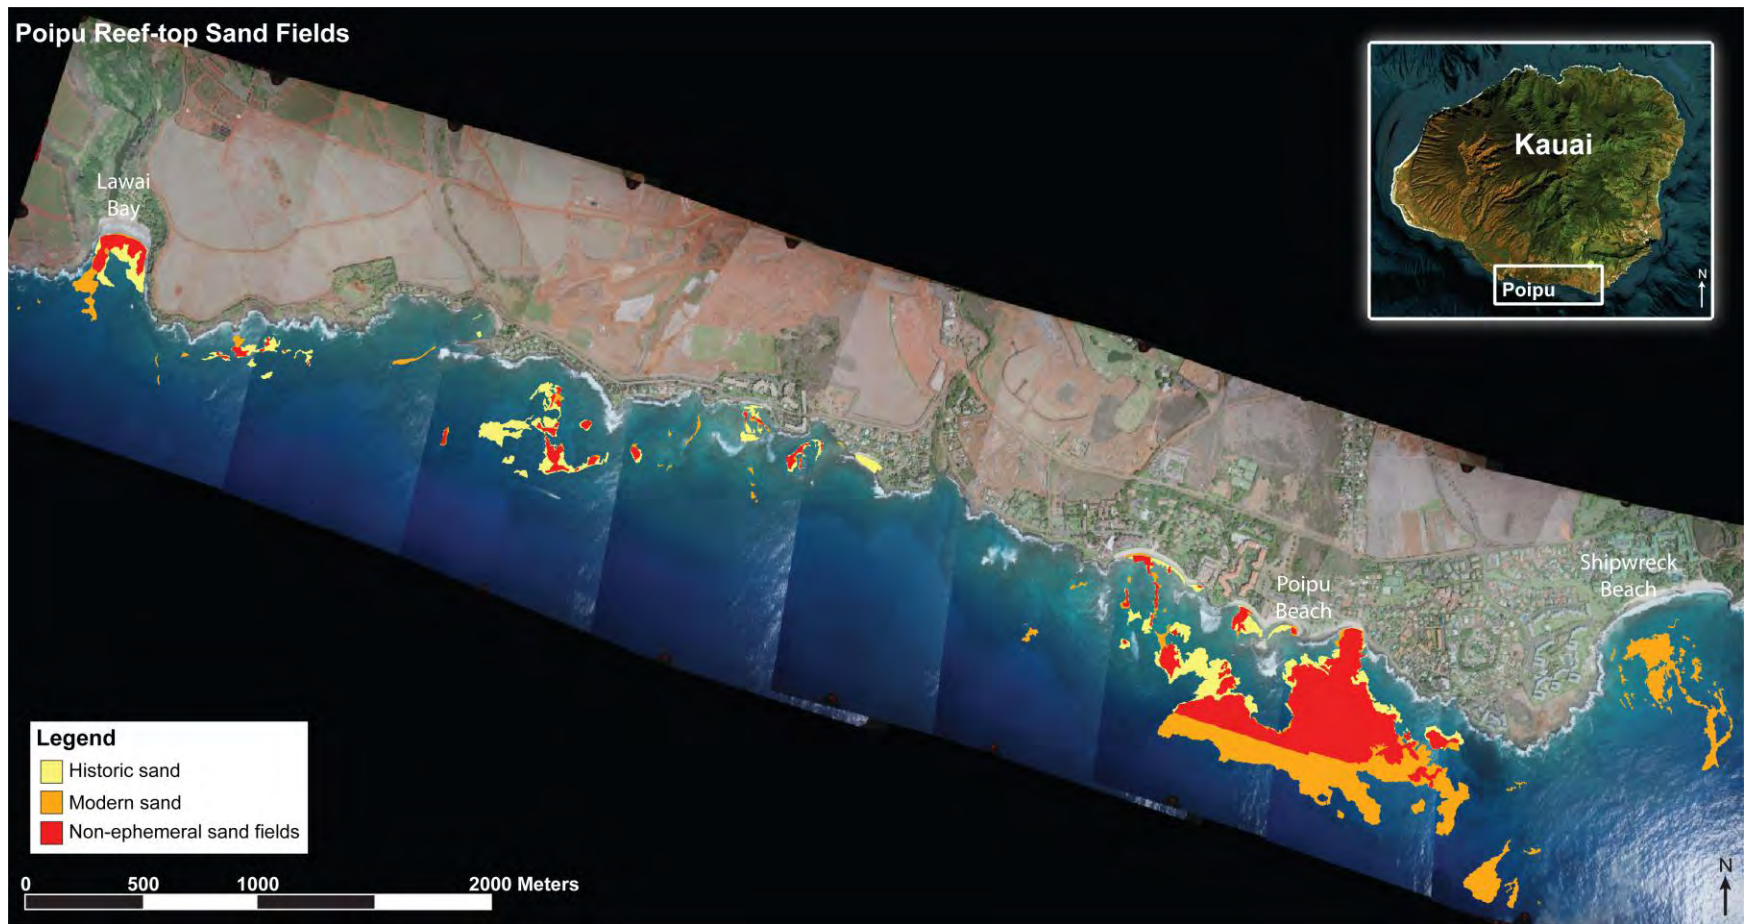 Poipu Reef-top Sand Fields
Kauai
N
Poipu
Lawai
Bay
Shipwreck
Beach
Poipu
Beach
Legend
Historic sand
Modern sand
Non-ephemeral sand fields
0 500 1000 2000 Meters
N